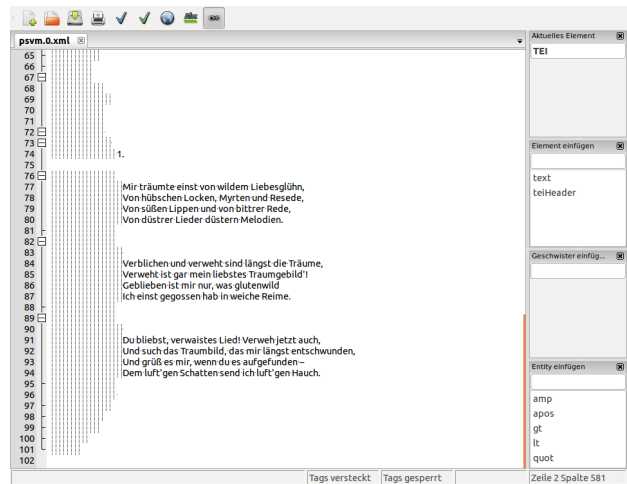 Abc
psvm.0.xml
Aktuelles Element
TEI
Element einfügen
text
teiHeader
Geschwister einfüg...
Entity einfügen
amp
apos
gt
lt
quot
65
66
67
68
69
70
71
72
73
74 1.
75
76
77 Mir träumte einst von wildem Liebesglühn,
78 Von hübschen Locken, Myrten und Resede,
79 Von süßen Lippen und von bittrer Rede,
80 Von düstrer Lieder düstern Melodien.
81
82
83
84 Verblichen und verweht sind längst die Träume,
85 Verweht ist gar mein liebstes Traumgebild'!
86 Geblieben ist mir nur, was glutenwild
87 Ich einst gegossen hab in weiche Reime.
88
89
90
91 Du bliebst, verwaistes Lied! Verweh jetzt auch,
92 Und such das Traumbild, das mir längst entschwunden,
93 Und grüß es mir, wenn du es aufgefunden –
94 Dem luft'gen Schatten send ich luft'gen Hauch.
95
96
97
98
99
100
101
102
Tags versteckt Tags gesperrt Zeile 2 Spalte 581